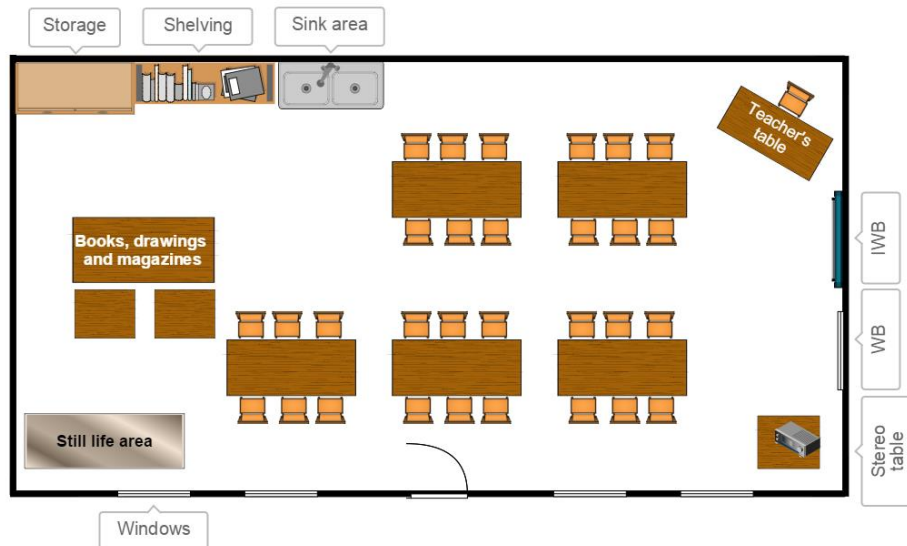 Storage
Shelving
Sink area
Teacher's
table
Books, drawings
and magazines
IWB
WB
Still life area
Stereo
table
Windows